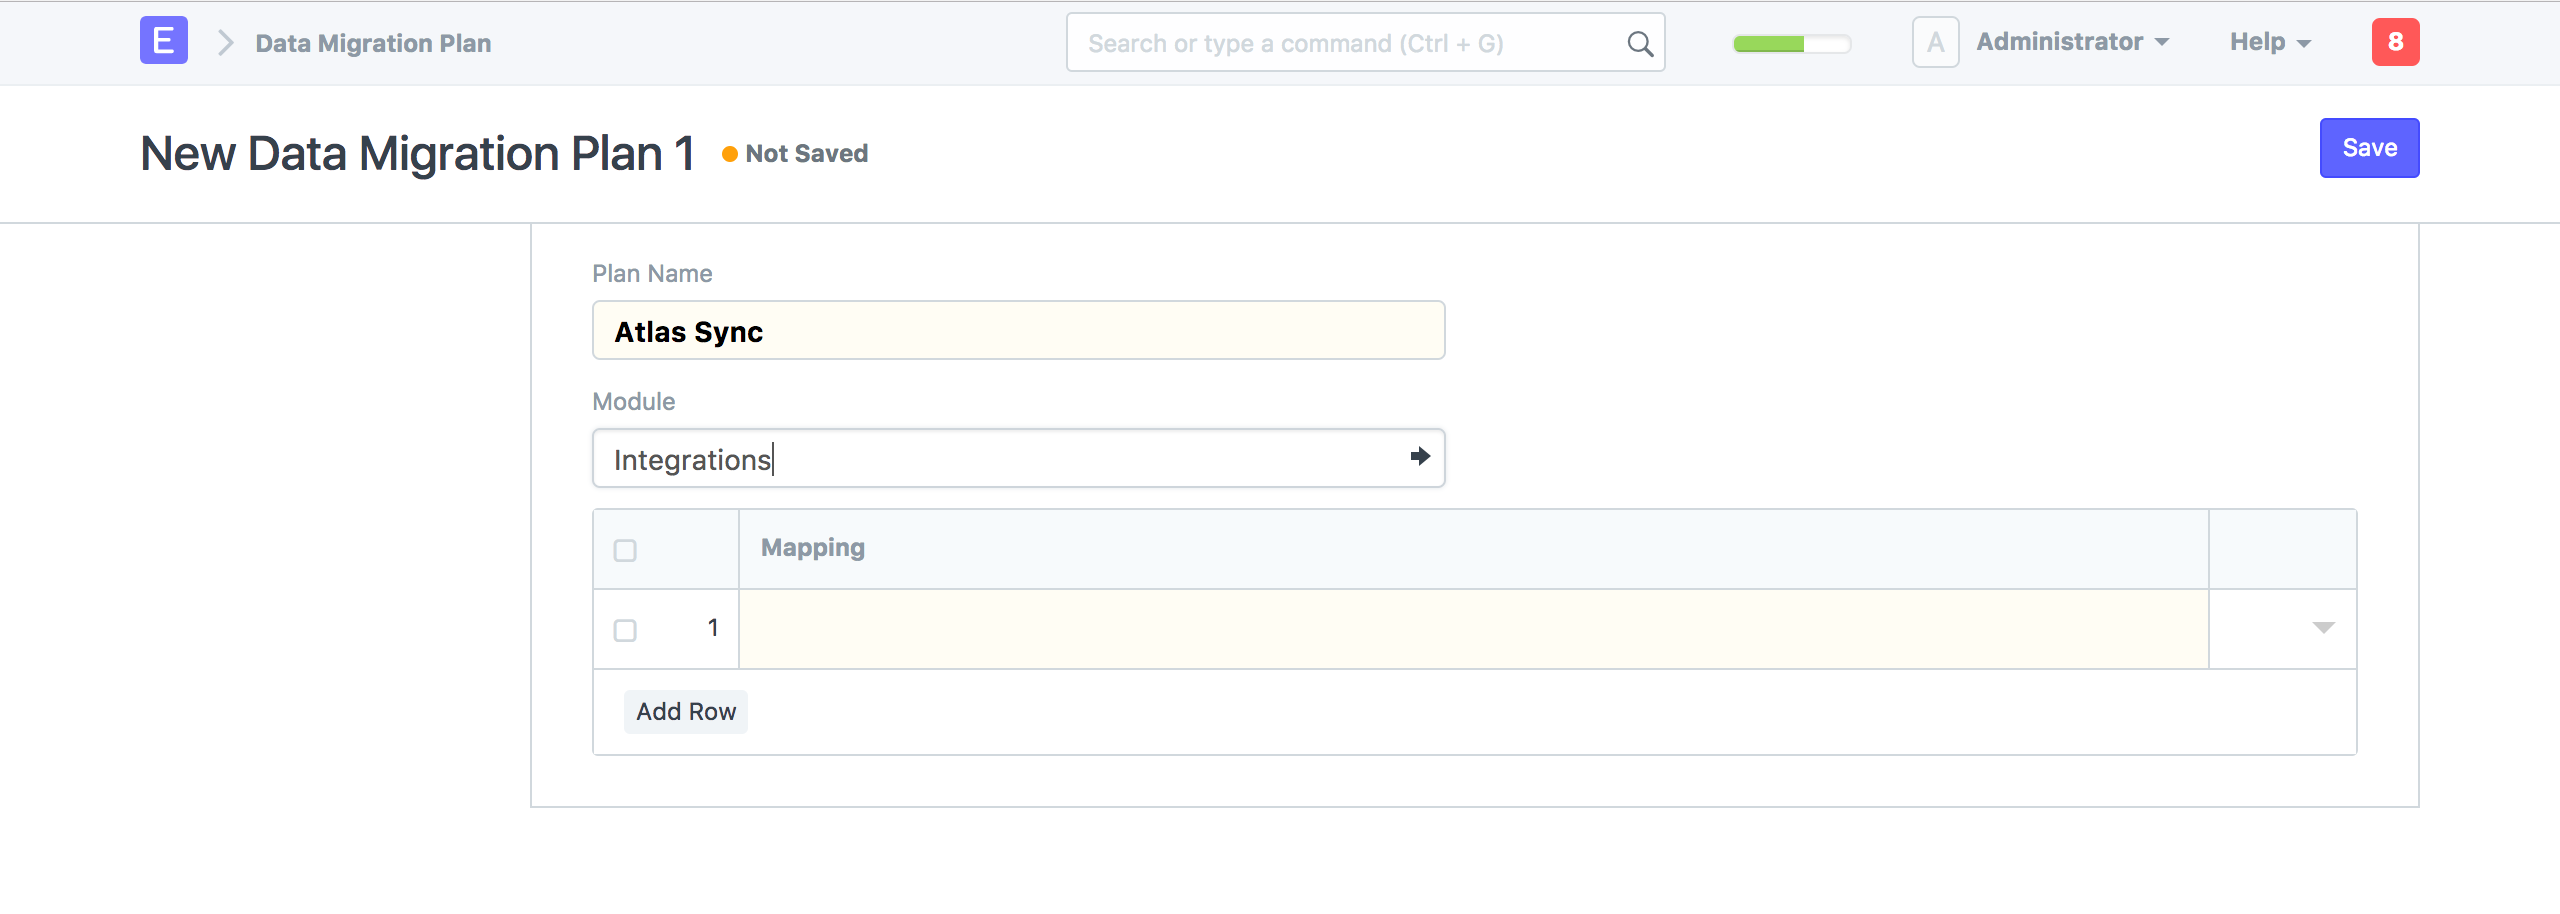 E Data Migration Plan Search or type a command (Ctrl + G) A Administrator Help 8
New Data Migration Plan 1 Not Saved Save
Plan Name
Atlas Sync
Module
Integrations
Mapping
1
Add Row